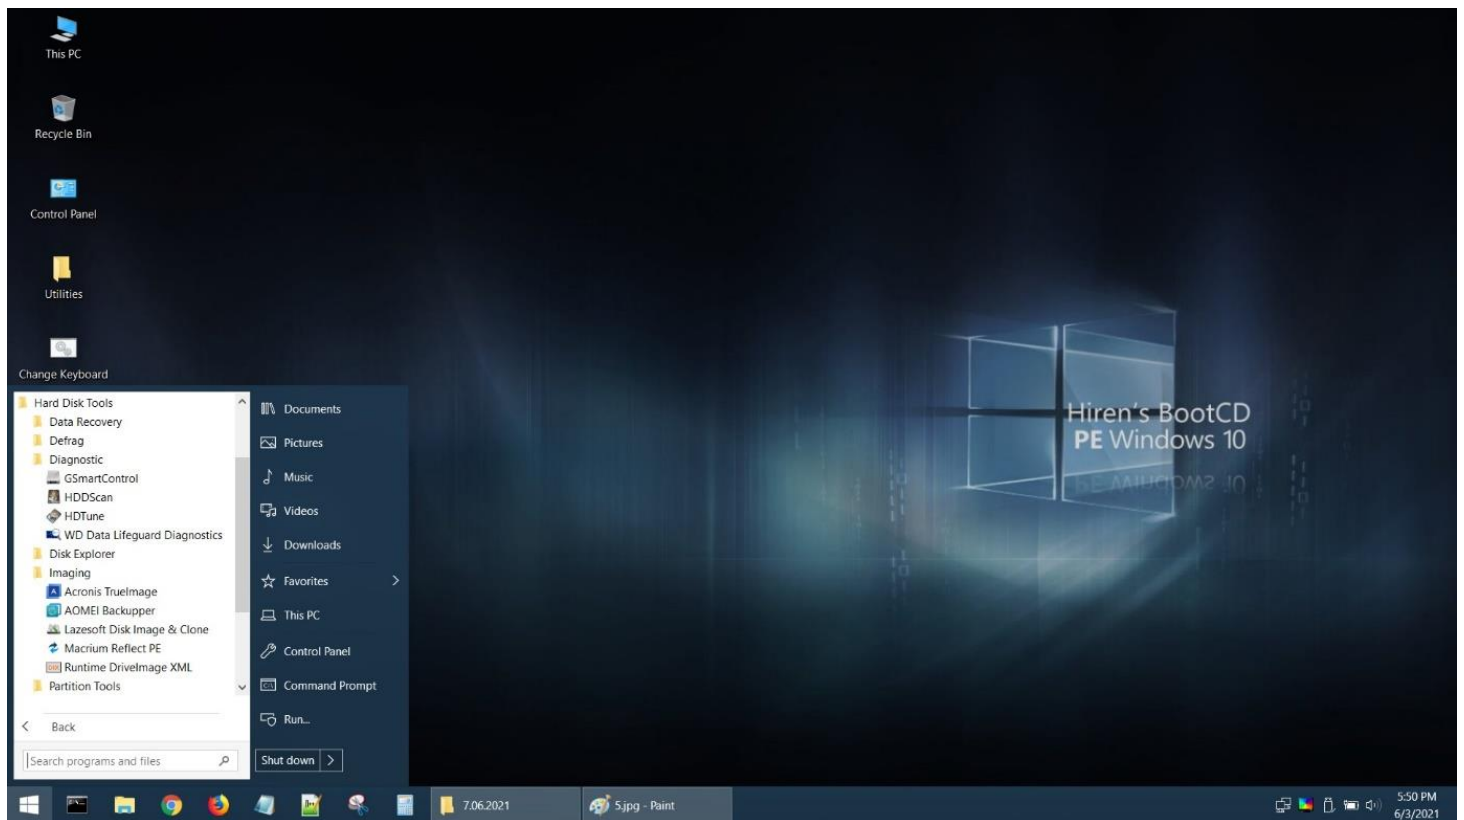 This PC
Recycle Bin
Control Panel
Utilities
Change Keyboard
Hiren's BootCD
PE Windows 10
Hard Disk Tools
Data Recovery
Defrag
Diagnostic
GSmartControl
HDDScan
HDTune
WD Data Lifeguard Diagnostics
Disk Explorer
Imaging
Acronis TrueImage
AOMEI Backupper
Lazesoft Disk Image & Clone
Macrium Reflect PE
Runtime DriveImage XML
Partition Tools
Back
Search programs and files
Documents
Pictures
Music
Videos
Downloads
Favorites
This PC
Control Panel
Command Prompt
Run...
Shut down
7.06.2021
5.jpg - Paint
5:50 PM
6/3/2021